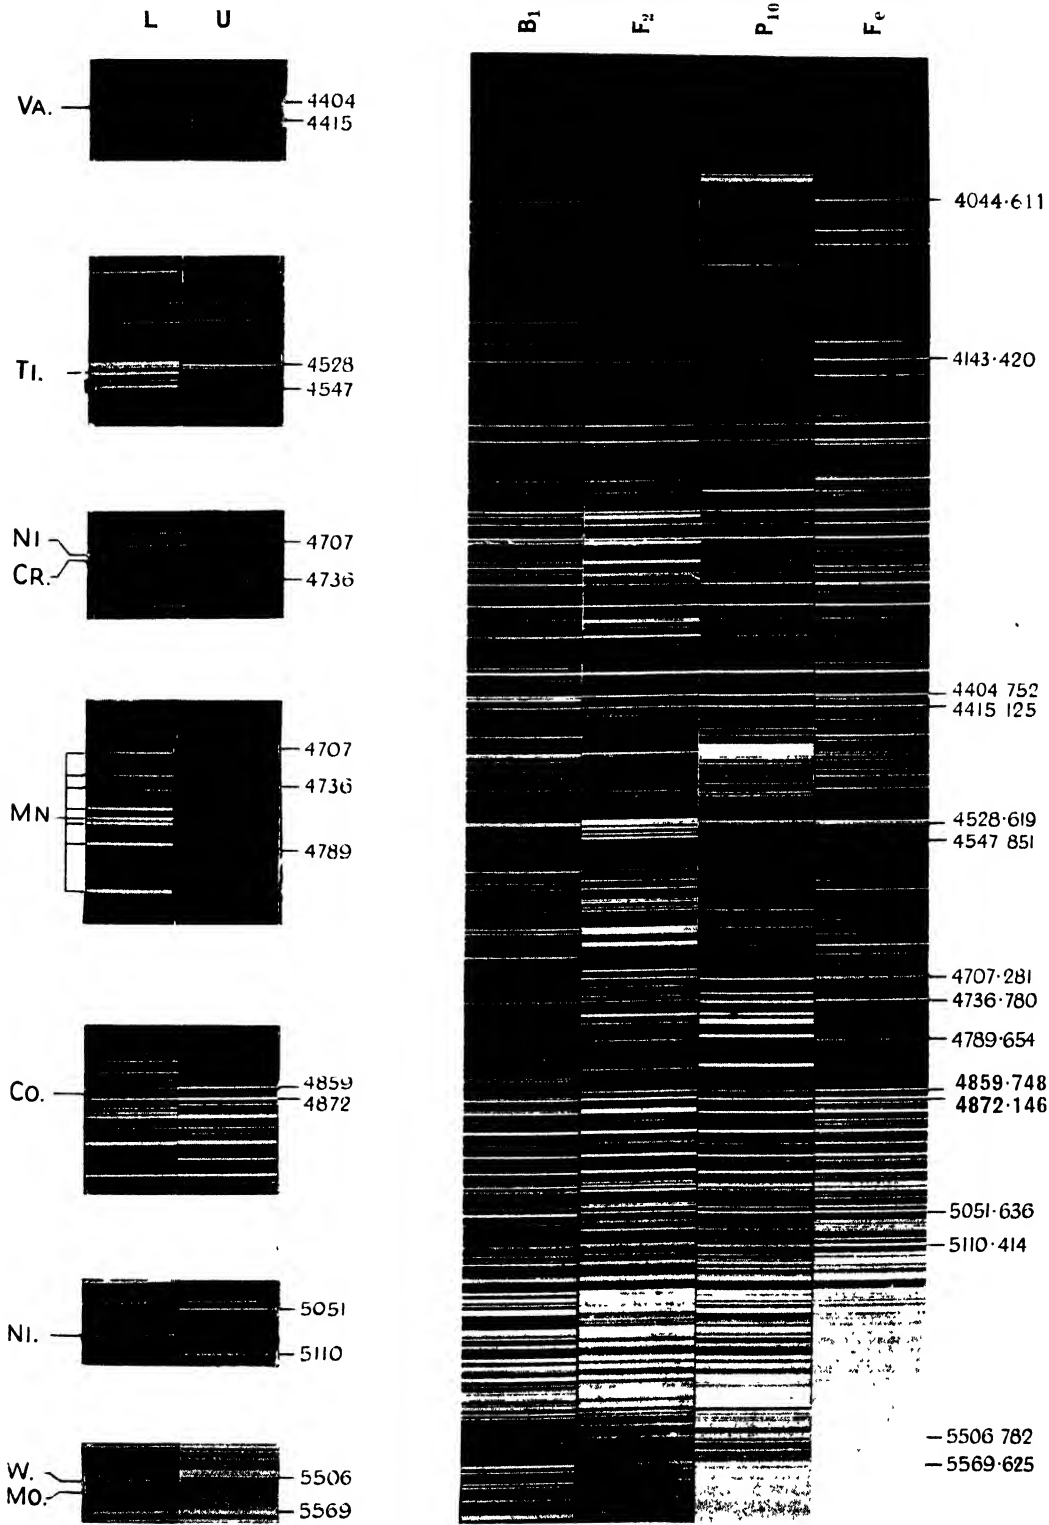 L U
VA. 4404
4415
TI. 4528
4547
NI 4707
CR. 4736
MN 4707
4736
4789
CO. 4859
4872
NI. 5051
5110
W. 5506
MO. 5569
B₁ F₂ P₁₀ Fe
4044·611
4143·420
4404 752
4415 125
4528·619
4547 851
4707·281
4736·780
4789·654
4859·748
4872·146
5051·636
5110·414
5506 782
5569·625